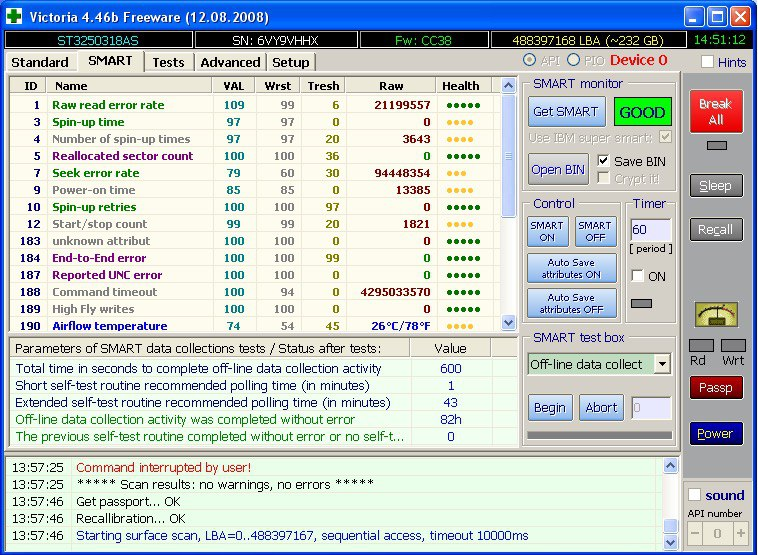 Victoria 4.46b Freeware (12.08.2008)
ST3250318AS SN: 6VY9VHHX Fw: CC38 488397168 LBA (~232 GB) 14:51:12
Standard SMART Tests Advanced Setup API PIO Device 0 Hints
ID Name VAL Wrst Tresh Raw Health
1 Raw read error rate 109 99 6 21199557
3 Spin-up time 97 97 0 0
4 Number of spin-up times 97 97 20 3643
5 Reallocated sector count 100 100 36 0
7 Seek error rate 79 60 30 94448354
9 Power-on time 85 85 0 13385
10 Spin-up retries 100 100 97 0
12 Start/stop count 99 99 20 1821
183 unknown attribut 100 100 0 0
184 End-to-End error 100 100 99 0
187 Reported UNC error 100 100 0 0
188 Command timeout 100 94 0 4295033570
189 High Fly writes 100 100 0 0
190 Airflow temperature 74 54 45 26°C/78°F
Parameters of SMART data collections tests / Status after tests: Value
Total time in seconds to complete off-line data collection activity 600
Short self-test routine recommended polling time (in minutes) 1
Extended self-test routine recommended polling time (in minutes) 43
Off-line data collection activity was completed without error 82h
The previous self-test routine completed without error or no self-t... 0
SMART monitor
Get SMART GOOD
Use IBM super smart:
Open BIN Save BIN
Crypt it!
Control Timer
SMART ON SMART OFF 60
[ period ]
Auto Save attributes ON ON
Auto Save attributes OFF
SMART test box
Off-line data collect
Begin Abort 0
Break All
Sleep
Recall
Rd Wrt
Passp
Power
sound
API number
- 0 +
13:57:25 Command interrupted by user!
13:57:25 ***** Scan results: no warnings, no errors *****
13:57:46 Get passport... OK
13:57:46 Recallibration... OK
13:57:46 Starting surface scan, LBA=0..488397167, sequential access, timeout 10000ms